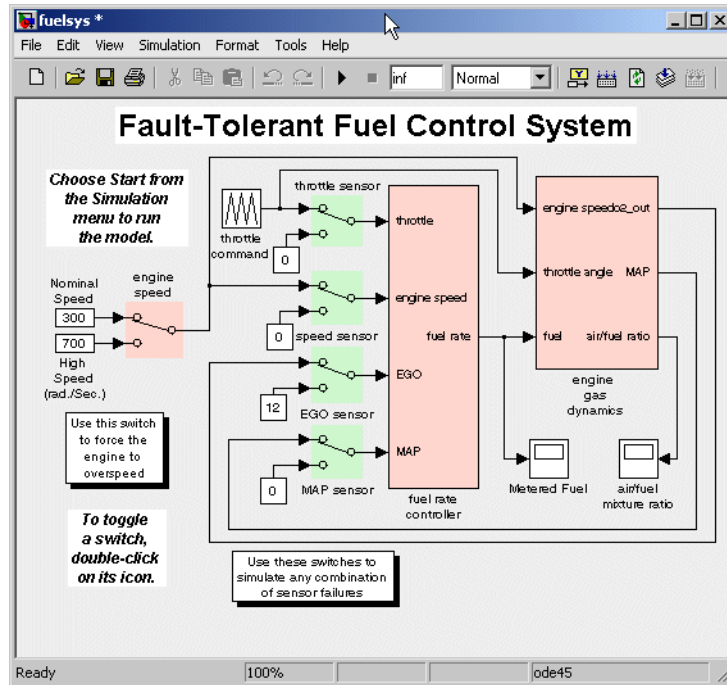 fuelsys *
File Edit View Simulation Format Tools Help
inf Normal
Fault-Tolerant Fuel Control System
Choose Start from
the Simulation
menu to run
the model.
throttle sensor
throttle
command
0
throttle
engine speed
o2_out
Nominal
Speed
engine
speed
300
700
High
Speed
(rad./Sec.)
throttle angle
MAP
engine speed
0
speed sensor
fuel rate
fuel
air/fuel ratio
engine
gas
dynamics
EGO
12
EGO sensor
Use this switch
to force the
engine to
overspeed
MAP
0
MAP sensor
fuel rate
controller
Metered Fuel
air/fuel
mixture ratio
To toggle
a switch,
double-click
on its icon.
Use these switches to
simulate any combination
of sensor failures
Ready 100% ode45